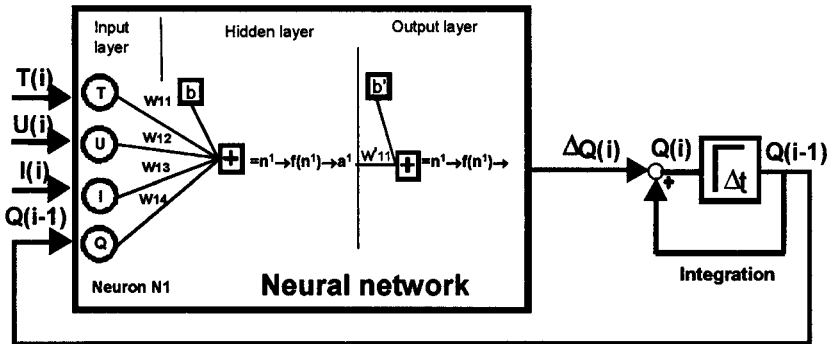 Input layer
Hidden layer
Output layer
T(i)
U(i)
I(i)
Q(i-1)
T
U
I
Q
W11
W12
W13
W14
b
+
=n¹→f(n¹)→a¹
b'
W'11
+
=n¹→f(n¹)→
Neuron N1
Neural network
ΔQ(i)
+
Q(i)
Δt
Q(i-1)
Integration